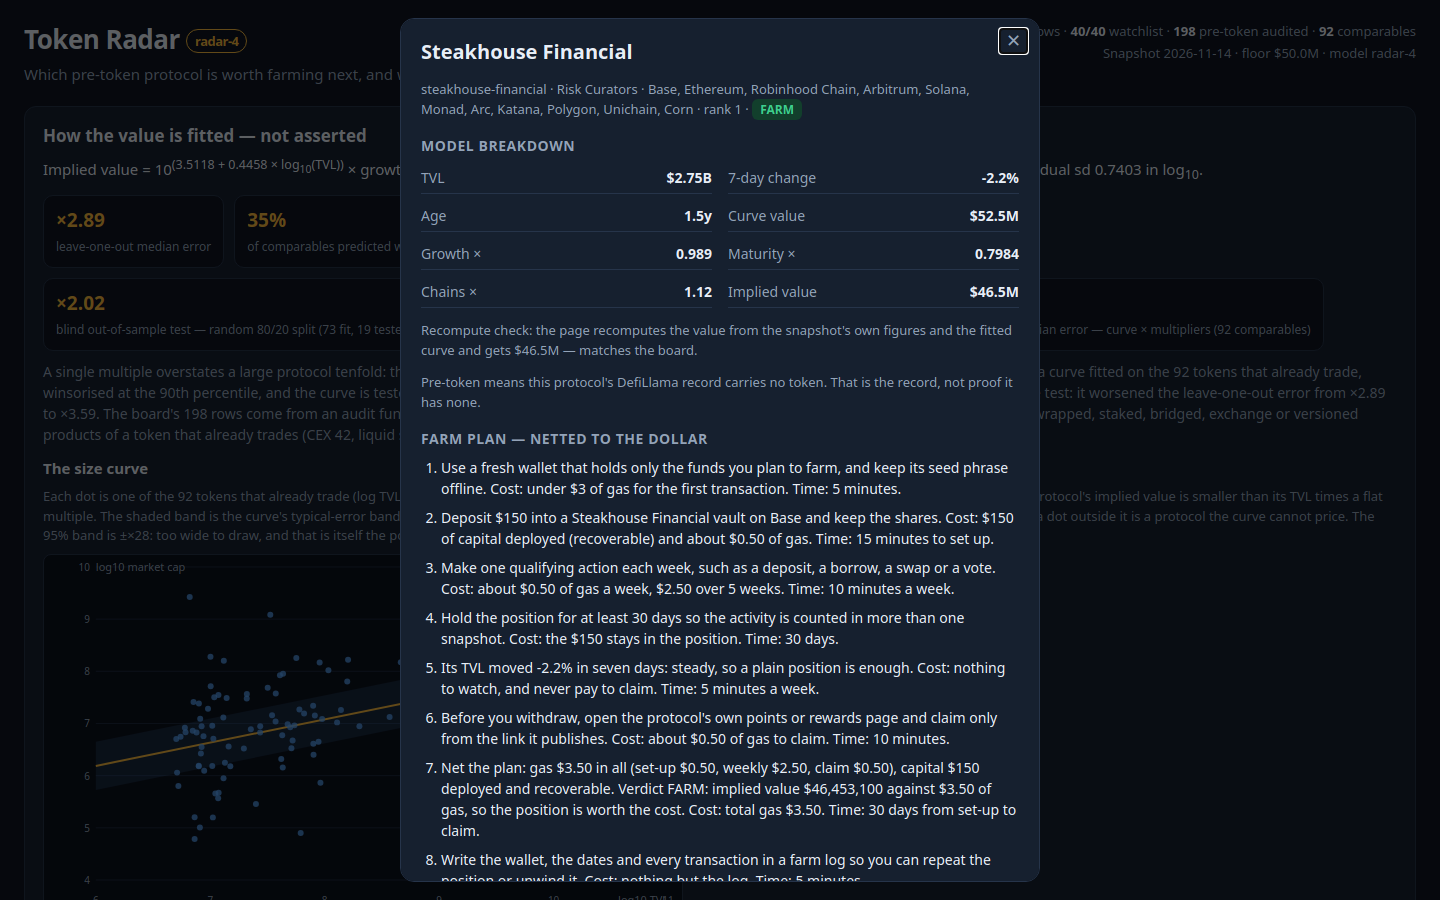 Token Radar radar-4
ows · 40/40 watchlist · 198 pre-token audited · 92 comparables
Snapshot 2026-11-14 · floor $50.0M · model radar-4
Which pre-token protocol is worth farming next, and w
How the value is fitted — not asserted
Implied value = 10(3.5118 + 0.4458 × log10(TVL)) × growt
dual sd 0.7403 in log10.
×2.89
leave-one-out median error
35%
of comparables predicted w
×2.02
blind out-of-sample test — random 80/20 split (73 fit, 19 teste
ian error — curve × multipliers (92 comparables)
A single multiple overstates a large protocol tenfold: th
a curve fitted on the 92 tokens that already trade,
winsorised at the 90th percentile, and the curve is teste
test: it worsened the leave-one-out error from ×2.89
to ×3.59. The board's 198 rows come from an audit fun
wrapped, staked, bridged, exchange or versioned
products of a token that already trades (CEX 42, liquid s
The size curve
Each dot is one of the 92 tokens that already trade (log TVL
rotocol's implied value is smaller than its TVL times a flat
multiple. The shaded band is the curve's typical-error band
a dot outside it is a protocol the curve cannot price. The
95% band is ±×28: too wide to draw, and that is itself the po
10 log10 market cap
9
8
7
6
5
4
Steakhouse Financial
×
steakhouse-financial · Risk Curators · Base, Ethereum, Robinhood Chain, Arbitrum, Solana,
Monad, Arc, Katana, Polygon, Unichain, Corn · rank 1 · FARM
MODEL BREAKDOWN
TVL $2.75B 7-day change -2.2%
Age 1.5y Curve value $52.5M
Growth × 0.989 Maturity × 0.7984
Chains × 1.12 Implied value $46.5M
Recompute check: the page recomputes the value from the snapshot's own figures and the fitted
curve and gets $46.5M — matches the board.
Pre-token means this protocol's DefiLlama record carries no token. That is the record, not proof it
has none.
FARM PLAN — NETTED TO THE DOLLAR
1. Use a fresh wallet that holds only the funds you plan to farm, and keep its seed phrase
offline. Cost: under $3 of gas for the first transaction. Time: 5 minutes.
2. Deposit $150 into a Steakhouse Financial vault on Base and keep the shares. Cost: $150
of capital deployed (recoverable) and about $0.50 of gas. Time: 15 minutes to set up.
3. Make one qualifying action each week, such as a deposit, a borrow, a swap or a vote.
Cost: about $0.50 of gas a week, $2.50 over 5 weeks. Time: 10 minutes a week.
4. Hold the position for at least 30 days so the activity is counted in more than one
snapshot. Cost: the $150 stays in the position. Time: 30 days.
5. Its TVL moved -2.2% in seven days: steady, so a plain position is enough. Cost: nothing
to watch, and never pay to claim. Time: 5 minutes a week.
6. Before you withdraw, open the protocol's own points or rewards page and claim only
from the link it publishes. Cost: about $0.50 of gas to claim. Time: 10 minutes.
7. Net the plan: gas $3.50 in all (set-up $0.50, weekly $2.50, claim $0.50), capital $150
deployed and recoverable. Verdict FARM: implied value $46,453,100 against $3.50 of
gas, so the position is worth the cost. Cost: total gas $3.50. Time: 30 days from set-up to
claim.
8. Write the wallet, the dates and every transaction in a farm log so you can repeat the
position or unwind it. Cost: nothing but the log. Time: 5 minutes.